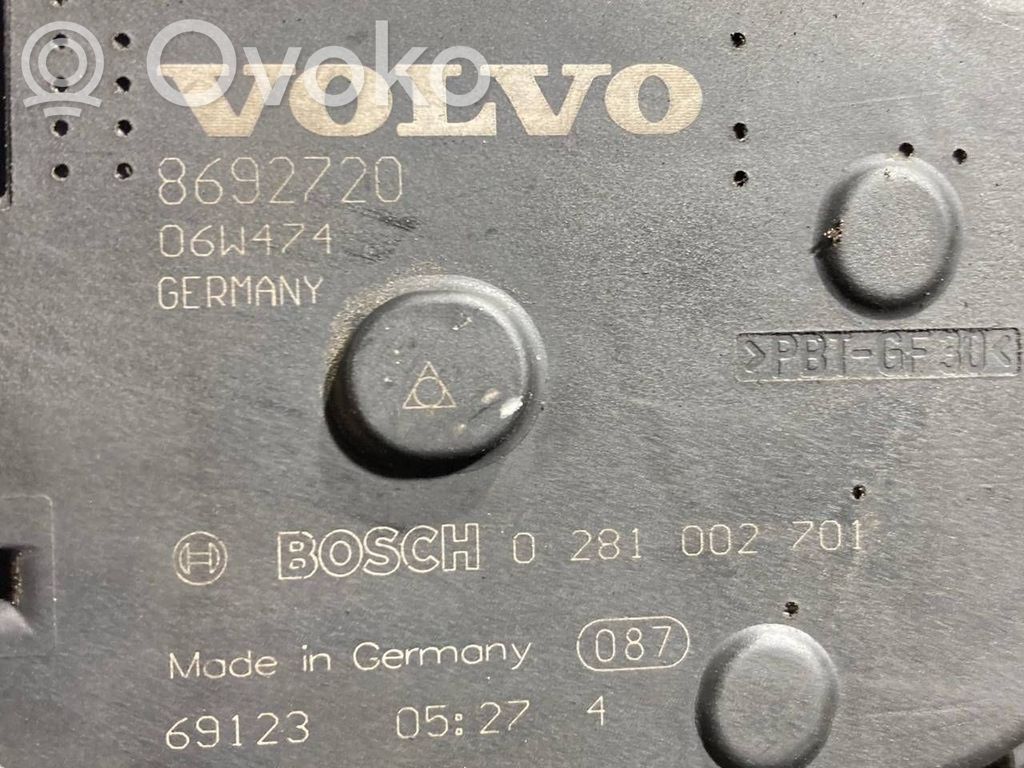 Ovoko
VOLVO
8692720
06W474
GERMANY
>PBT-GF30<
BOSCH 0 281 002 701
Made in Germany 087
69123 05:27 4